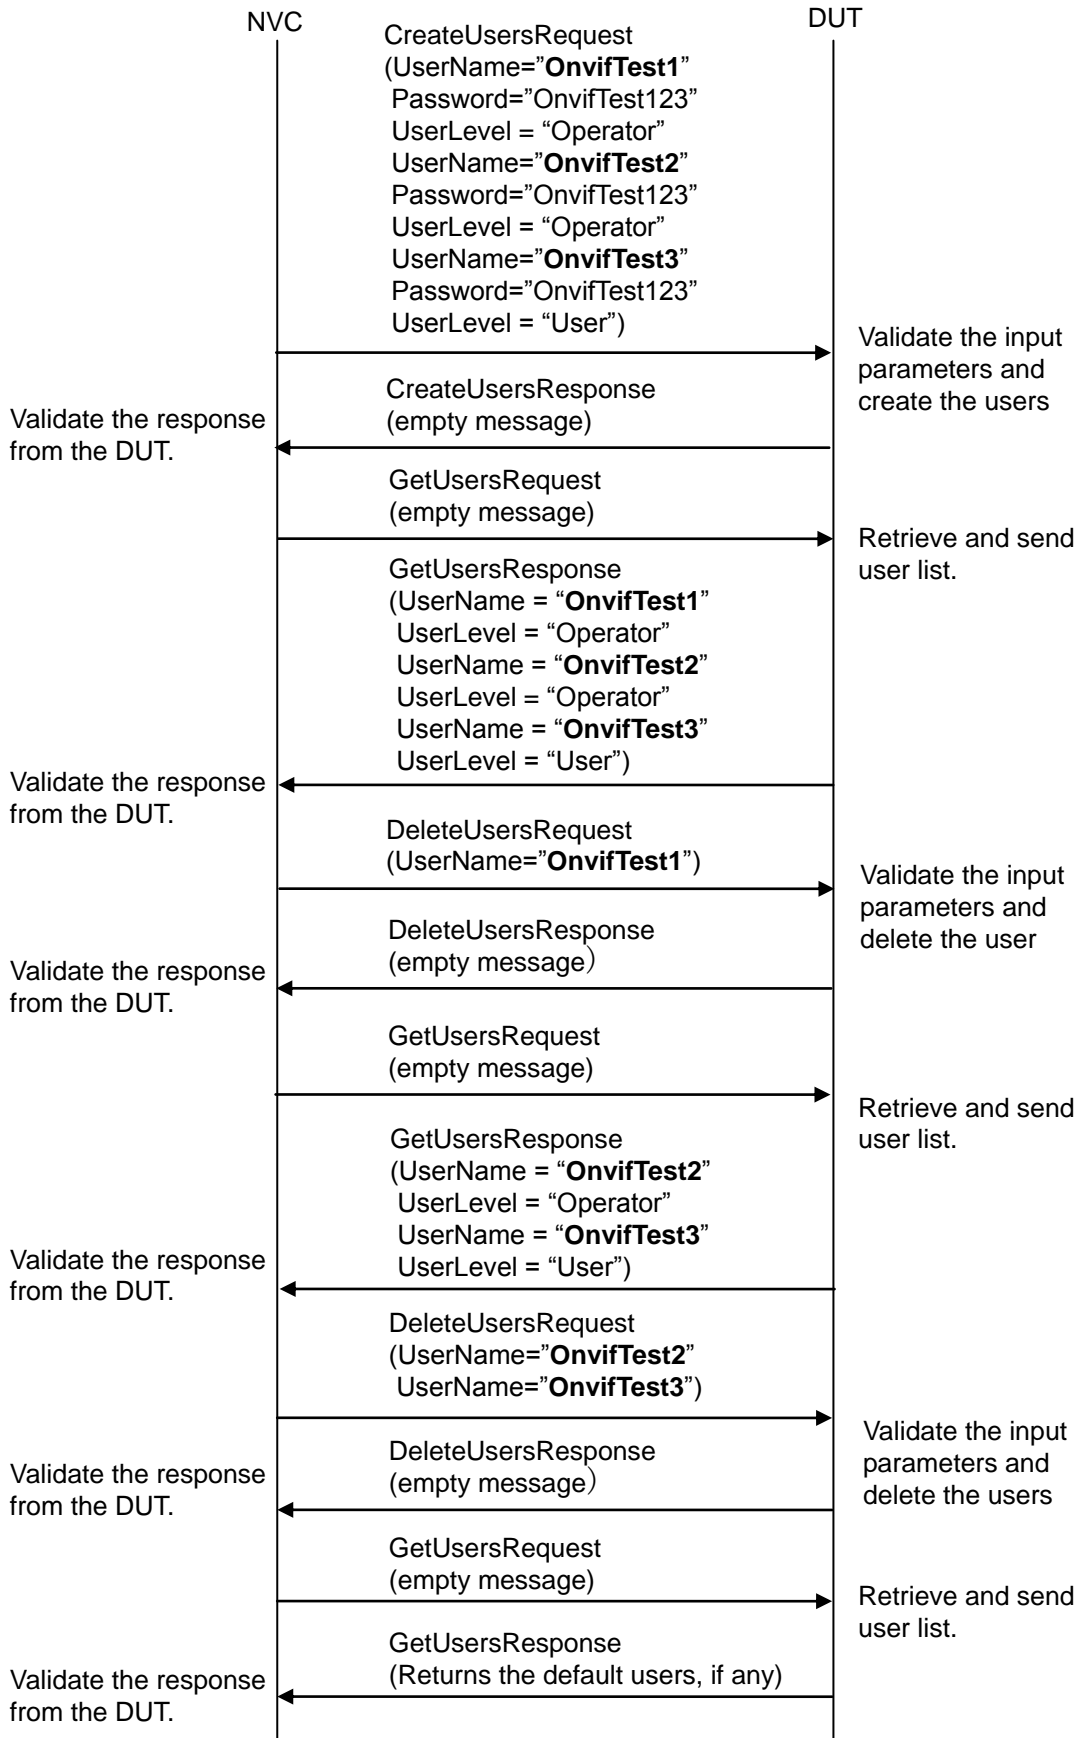 NVC
DUT
CreateUsersRequest
(UserName=”OnvifTest1”
Password=”OnvifTest123”
UserLevel = “Operator”
UserName=”OnvifTest2”
Password=”OnvifTest123”
UserLevel = “Operator”
UserName=”OnvifTest3”
Password=”OnvifTest123”
UserLevel = “User”)
Validate the input
parameters and
create the users
CreateUsersResponse
(empty message)
Validate the response
from the DUT.
GetUsersRequest
(empty message)
Retrieve and send
user list.
GetUsersResponse
(UserName = “OnvifTest1”
UserLevel = “Operator”
UserName = “OnvifTest2”
UserLevel = “Operator”
UserName = “OnvifTest3”
UserLevel = “User”)
Validate the response
from the DUT.
DeleteUsersRequest
(UserName=”OnvifTest1”)
Validate the input
parameters and
delete the user
DeleteUsersResponse
(empty message）
Validate the response
from the DUT.
GetUsersRequest
(empty message)
Retrieve and send
user list.
GetUsersResponse
(UserName = “OnvifTest2”
UserLevel = “Operator”
UserName = “OnvifTest3”
UserLevel = “User”)
Validate the response
from the DUT.
DeleteUsersRequest
(UserName=”OnvifTest2”
UserName=”OnvifTest3”)
Validate the input
parameters and
delete the users
DeleteUsersResponse
(empty message）
Validate the response
from the DUT.
GetUsersRequest
(empty message)
Retrieve and send
user list.
GetUsersResponse
(Returns the default users, if any)
Validate the response
from the DUT.